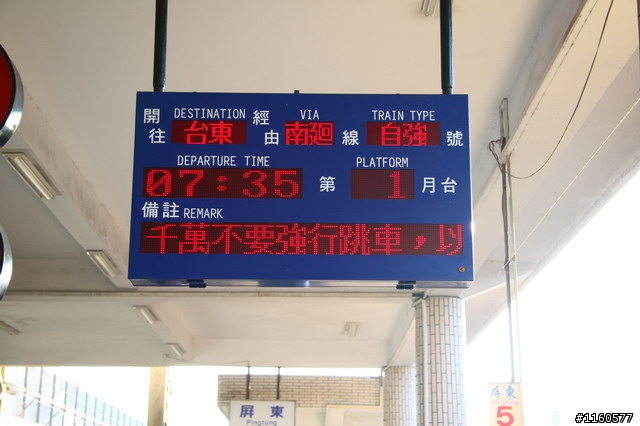 開往 DESTINATION 台東 經由 VIA 南迴 線 TRAIN TYPE 自強 號
DEPARTURE TIME 07:35 第 PLATFORM 1 月台
備註 REMARK
千萬不要強行跳車，以
屏東
Pingtung
屏東
5
#1160577